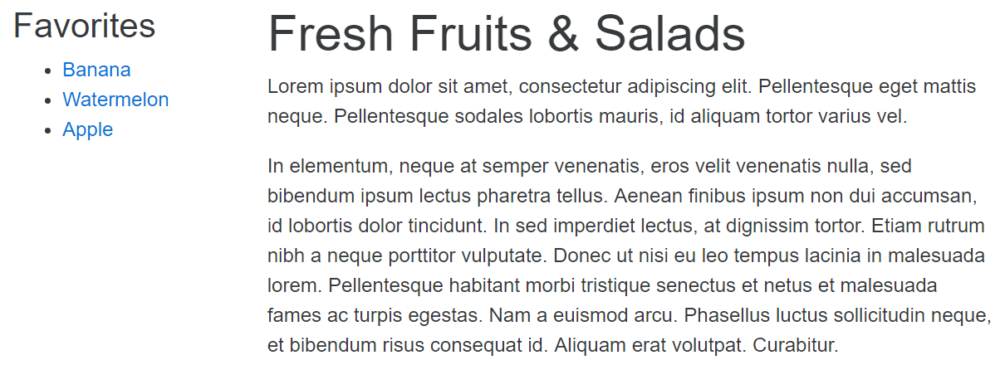 Favorites
Banana
Watermelon
Apple
Fresh Fruits & Salads
Lorem ipsum dolor sit amet, consectetur adipiscing elit. Pellentesque eget mattis
neque. Pellentesque sodales lobortis mauris, id aliquam tortor varius vel.
In elementum, neque at semper venenatis, eros velit venenatis nulla, sed
bibendum ipsum lectus pharetra tellus. Aenean finibus ipsum non dui accumsan,
id lobortis dolor tincidunt. In sed imperdiet lectus, at dignissim tortor. Etiam rutrum
nibh a neque porttitor vulputate. Donec ut nisi eu leo tempus lacinia in malesuada
lorem. Pellentesque habitant morbi tristique senectus et netus et malesuada
fames ac turpis egestas. Nam a euismod arcu. Phasellus luctus sollicitudin neque,
et bibendum risus consequat id. Aliquam erat volutpat. Curabitur.